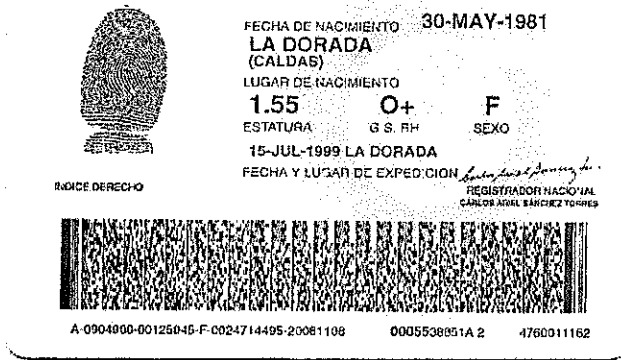 FECHA DE NACIMIENTO 30-MAY-1981
LA DORADA
(CALDAS)
LUGAR DE NACIMIENTO
1.55 O+ F
ESTATURA G.S. RH SEXO
15-JUL-1999 LA DORADA
FECHA Y LUGAR DE EXPEDICION
INDICE DERECHO
REGISTRADOR NACIONAL
CARLOS ARIEL SÁNCHEZ TORRES
A-0904900-00125045-F-0024714495-20081108 0005538851A 2 4760011162